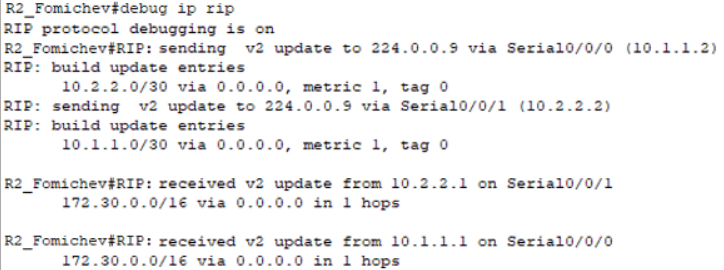 R2_Fomichev#debug ip rip
RIP protocol debugging is on
R2_Fomichev#RIP: sending  v2 update to 224.0.0.9 via Serial0/0/0 (10.1.1.2)
RIP: build update entries
      10.2.2.0/30 via 0.0.0.0, metric 1, tag 0
RIP: sending  v2 update to 224.0.0.9 via Serial0/0/1 (10.2.2.2)
RIP: build update entries
      10.1.1.0/30 via 0.0.0.0, metric 1, tag 0
R2_Fomichev#RIP: received v2 update from 10.2.2.1 on Serial0/0/1
      172.30.0.0/16 via 0.0.0.0 in 1 hops
R2_Fomichev#RIP: received v2 update from 10.1.1.1 on Serial0/0/0
      172.30.0.0/16 via 0.0.0.0 in 1 hops